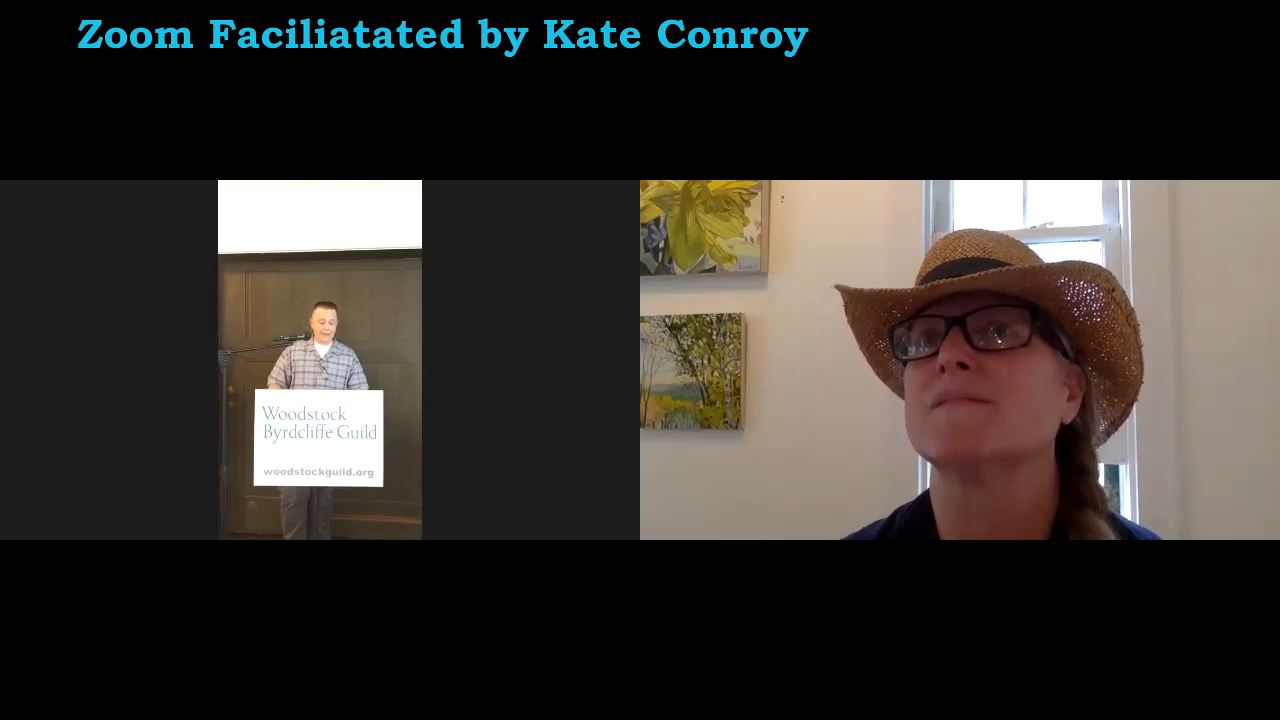 Zoom Faciliatated by Kate Conroy
Woodstock
Byrdcliffe Guild
woodstockguild.org